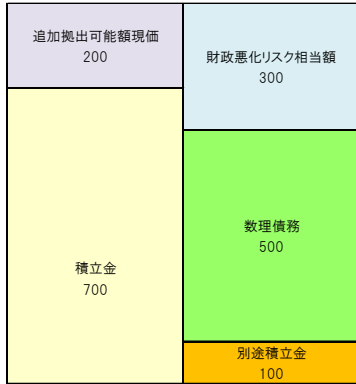 追加拠出可能額現価
200
財政悪化リスク相当額
300
積立金
700
数理債務
500
別途積立金
100